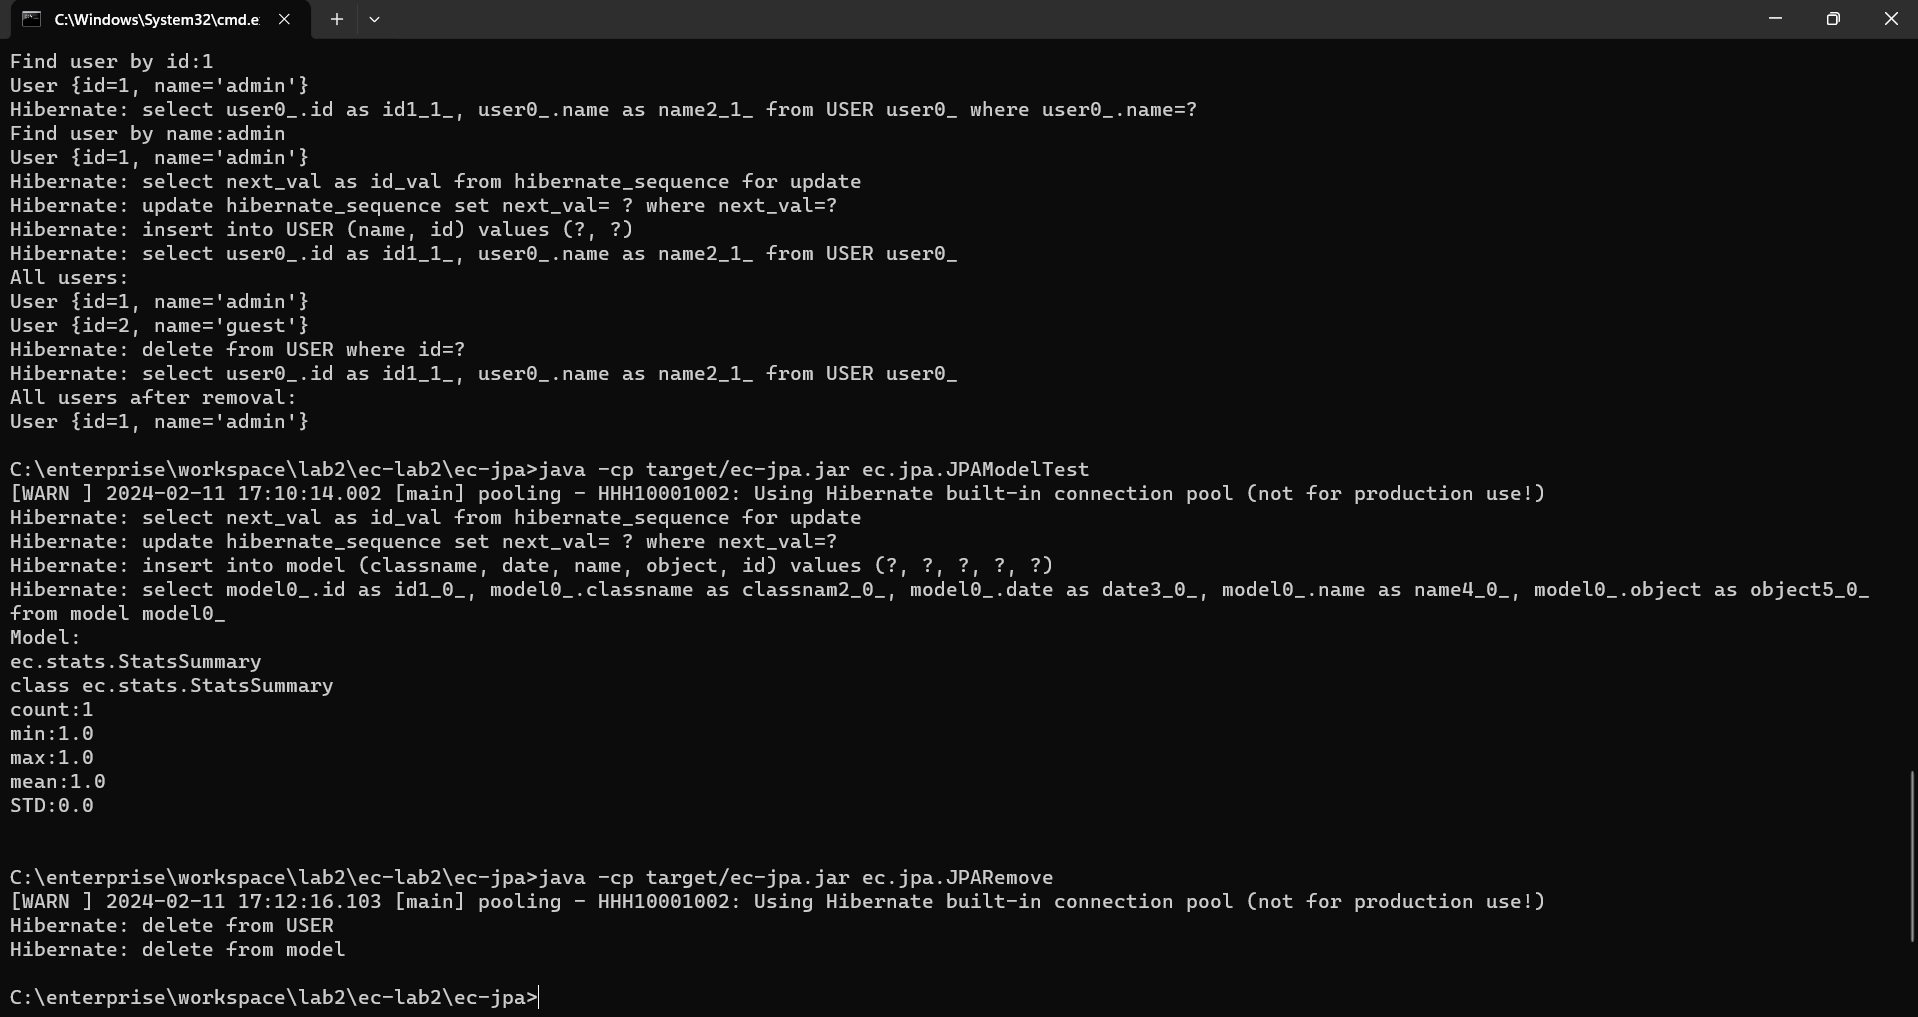 C:\Windows\System32\cmd.e
Find user by id:1
User {id=1, name='admin'}
Hibernate: select user0_.id as id1_1_, user0_.name as name2_1_ from USER user0_ where user0_.name=?
Find user by name:admin
User {id=1, name='admin'}
Hibernate: select next_val as id_val from hibernate_sequence for update
Hibernate: update hibernate_sequence set next_val= ? where next_val=?
Hibernate: insert into USER (name, id) values (?, ?)
Hibernate: select user0_.id as id1_1_, user0_.name as name2_1_ from USER user0_
All users:
User {id=1, name='admin'}
User {id=2, name='guest'}
Hibernate: delete from USER where id=?
Hibernate: select user0_.id as id1_1_, user0_.name as name2_1_ from USER user0_
All users after removal:
User {id=1, name='admin'}
C:\enterprise\workspace\lab2\ec-lab2\ec-jpa>java -cp target/ec-jpa.jar ec.jpa.JPAModelTest
[WARN ] 2024-02-11 17:10:14.002 [main] pooling - HHH10001002: Using Hibernate built-in connection pool (not for production use!)
Hibernate: select next_val as id_val from hibernate_sequence for update
Hibernate: update hibernate_sequence set next_val= ? where next_val=?
Hibernate: insert into model (classname, date, name, object, id) values (?, ?, ?, ?, ?)
Hibernate: select model0_.id as id1_0_, model0_.classname as classnam2_0_, model0_.date as date3_0_, model0_.name as name4_0_, model0_.object as object5_0_
from model model0_
Model:
ec.stats.StatsSummary
class ec.stats.StatsSummary
count:1
min:1.0
max:1.0
mean:1.0
STD:0.0
C:\enterprise\workspace\lab2\ec-lab2\ec-jpa>java -cp target/ec-jpa.jar ec.jpa.JPARemove
[WARN ] 2024-02-11 17:12:16.103 [main] pooling - HHH10001002: Using Hibernate built-in connection pool (not for production use!)
Hibernate: delete from USER
Hibernate: delete from model
C:\enterprise\workspace\lab2\ec-lab2\ec-jpa>